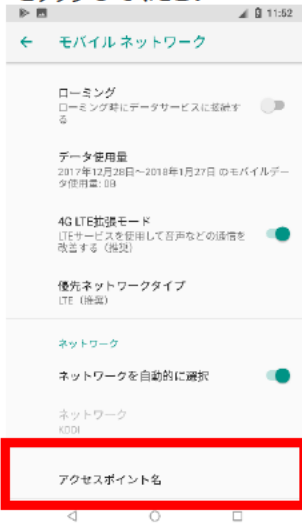 11:52
モバイル ネットワーク
ローミング
ローミング時にデータサービスに接続す
る
データ使用量
2017年12月28日～2018年1月27日 のモバイルデー
タ使用量: 0B
4G LTE拡張モード
LTEサービスを使用して音声などの通信を
改善する（推奨）
優先ネットワークタイプ
LTE（推奨）
ネットワーク
ネットワークを自動的に選択
ネットワーク
KDDI
アクセスポイント名